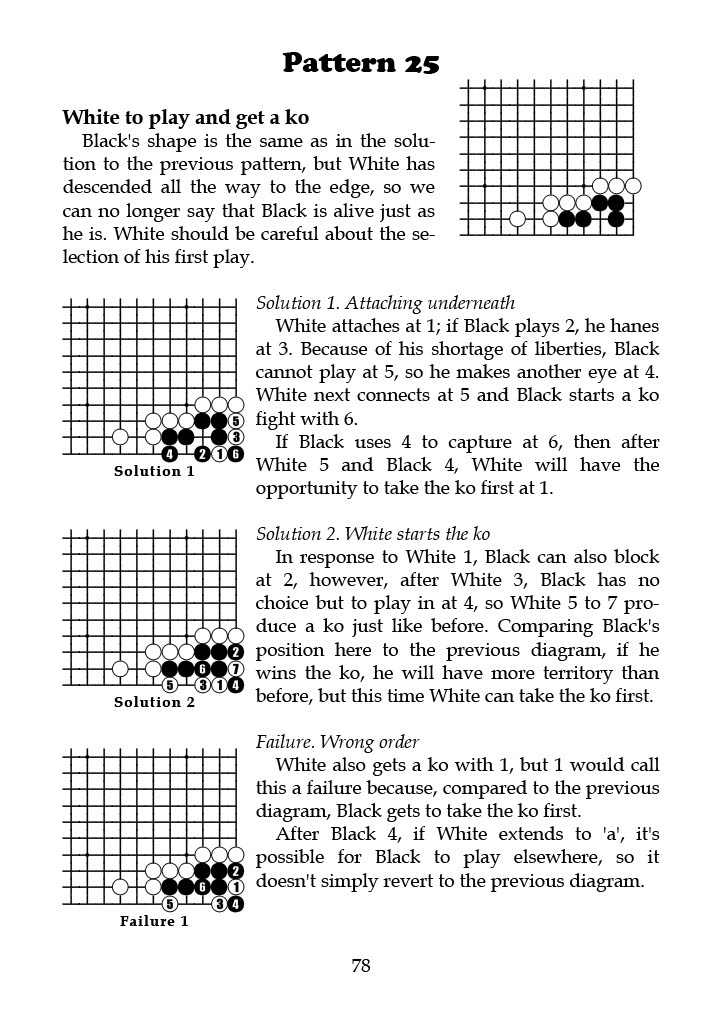 Pattern 25
White to play and get a ko
Black's shape is the same as in the solu-
tion to the previous pattern, but White has
descended all the way to the edge, so we
can no longer say that Black is alive just as
he is. White should be careful about the se-
lection of his first play.
Solution 1. Attaching underneath
White attaches at 1; if Black plays 2, he hanes
at 3. Because of his shortage of liberties, Black
cannot play at 5, so he makes another eye at 4.
White next connects at 5 and Black starts a ko
fight with 6.
If Black uses 4 to capture at 6, then after
White 5 and Black 4, White will have the
opportunity to take the ko first at 1.
5
3
4 2 1 6
Solution 1
Solution 2. White starts the ko
In response to White 1, Black can also block
at 2, however, after White 3, Black has no
choice but to play in at 4, so White 5 to 7 pro-
duce a ko just like before. Comparing Black's
position here to the previous diagram, if he
wins the ko, he will have more territory than
before, but this time White can take the ko first.
2
6 7
5 3 1 4
Solution 2
Failure. Wrong order
White also gets a ko with 1, but 1 would call
this a failure because, compared to the previous
diagram, Black gets to take the ko first.
After Black 4, if White extends to 'a', it's
possible for Black to play elsewhere, so it
doesn't simply revert to the previous diagram.
2
6 1
5 3 4
Failure 1
78